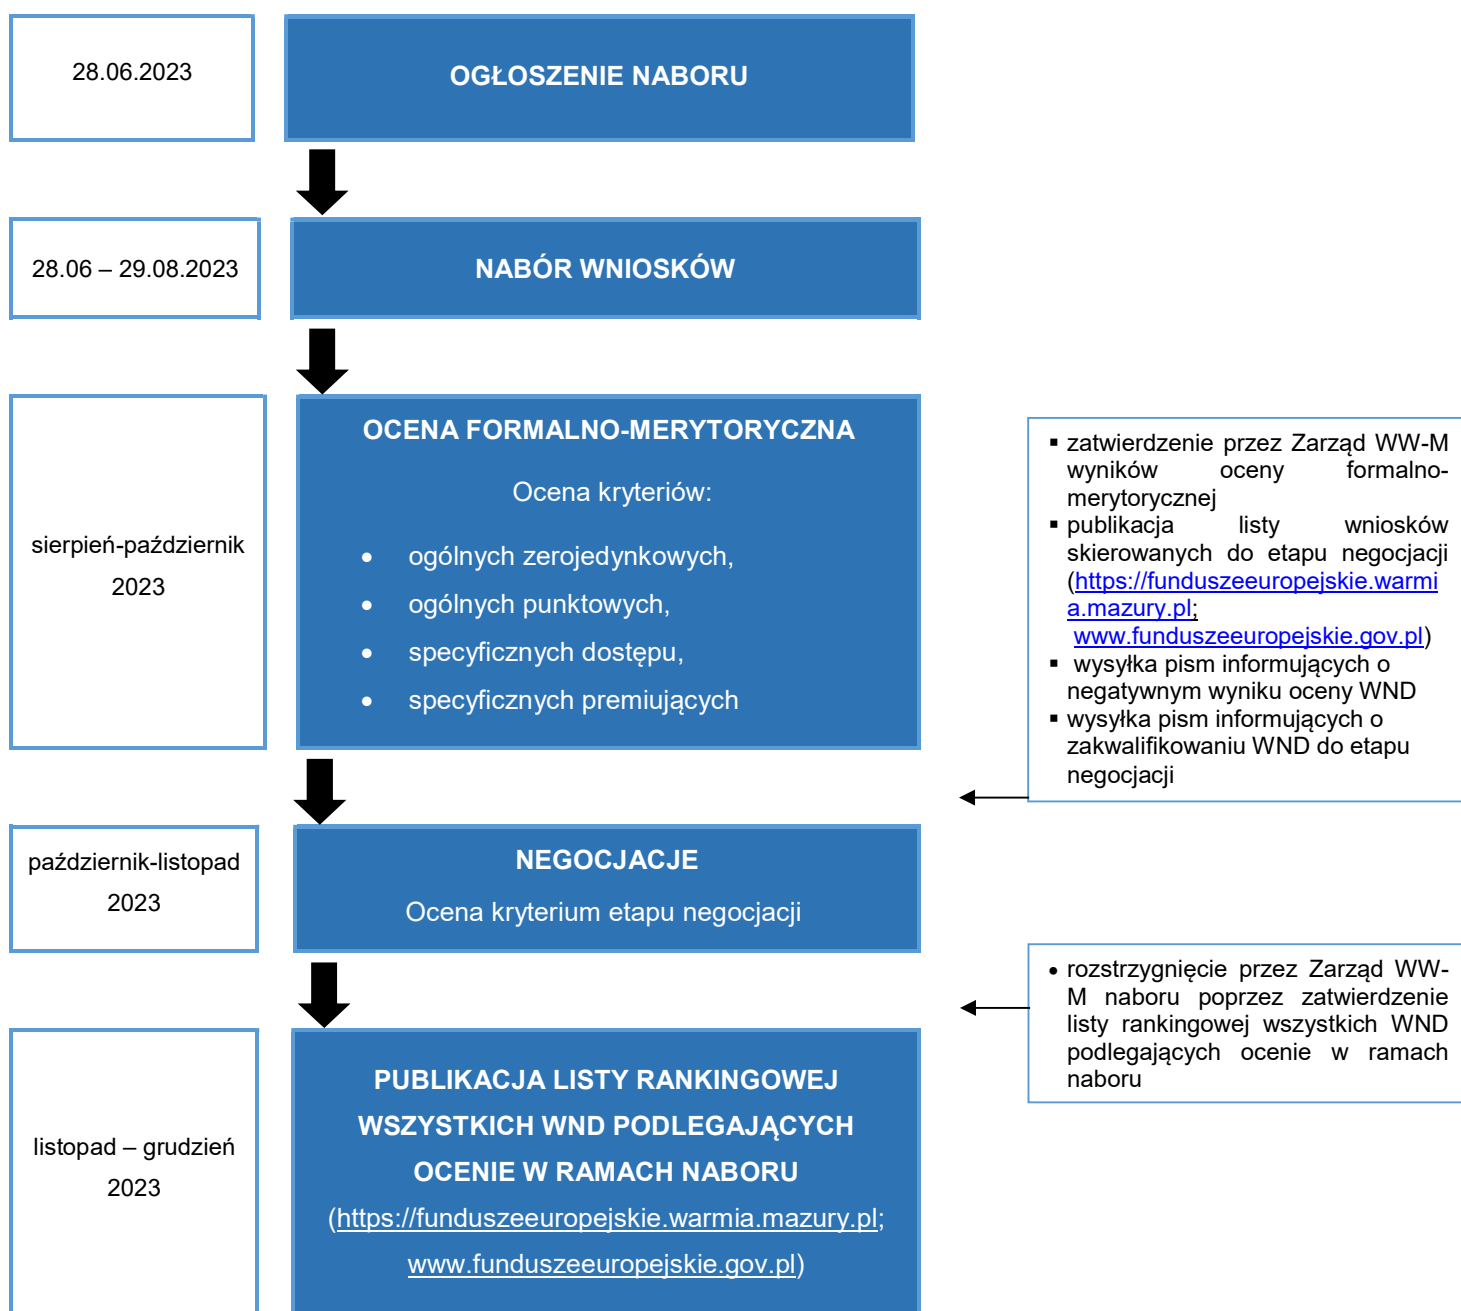 28.06.2023
OGŁOSZENIE NABORU
28.06 – 29.08.2023
NABÓR WNIOSKÓW
sierpień-październik
2023
OCENA FORMALNO-MERYTORYCZNA
Ocena kryteriów:
• ogólnych zerojedynkowych,
• ogólnych punktowych,
• specyficznych dostępu,
• specyficznych premiujących
▪ zatwierdzenie przez Zarząd WW-M
wyników oceny formalno-
merytorycznej
▪ publikacja listy wniosków
skierowanych do etapu negocjacji
(https://funduszeeuropejskie.warmi
a.mazury.pl;
www.funduszeeuropejskie.gov.pl)
▪ wysyłka pism informujących o
negatywnym wyniku oceny WND
▪ wysyłka pism informujących o
zakwalifikowaniu WND do etapu
negocjacji
październik-listopad
2023
NEGOCJACJE
Ocena kryterium etapu negocjacji
• rozstrzygnięcie przez Zarząd WW-
M naboru poprzez zatwierdzenie
listy rankingowej wszystkich WND
podlegających ocenie w ramach
naboru
listopad – grudzień
2023
PUBLIKACJA LISTY RANKINGOWEJ
WSZYSTKICH WND PODLEGAJĄCYCH
OCENIE W RAMACH NABORU
(https://funduszeeuropejskie.warmia.mazury.pl;
www.funduszeeuropejskie.gov.pl)